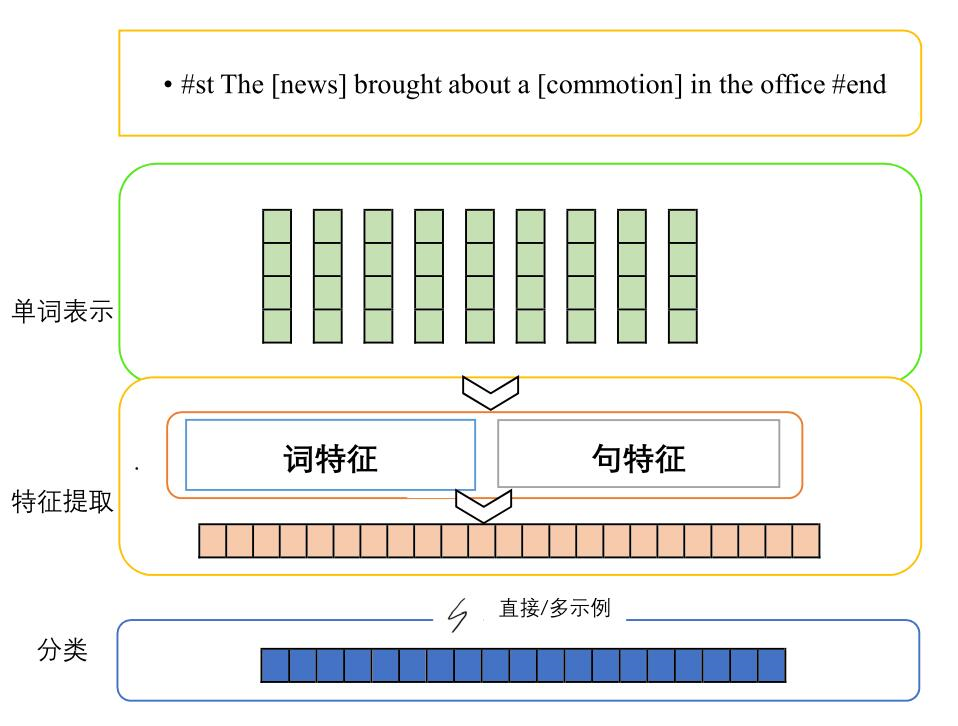 • #st The [news] brought about a [commotion] in the office #end
单词表示
词特征
句特征
特征提取
直接/多示例
分类